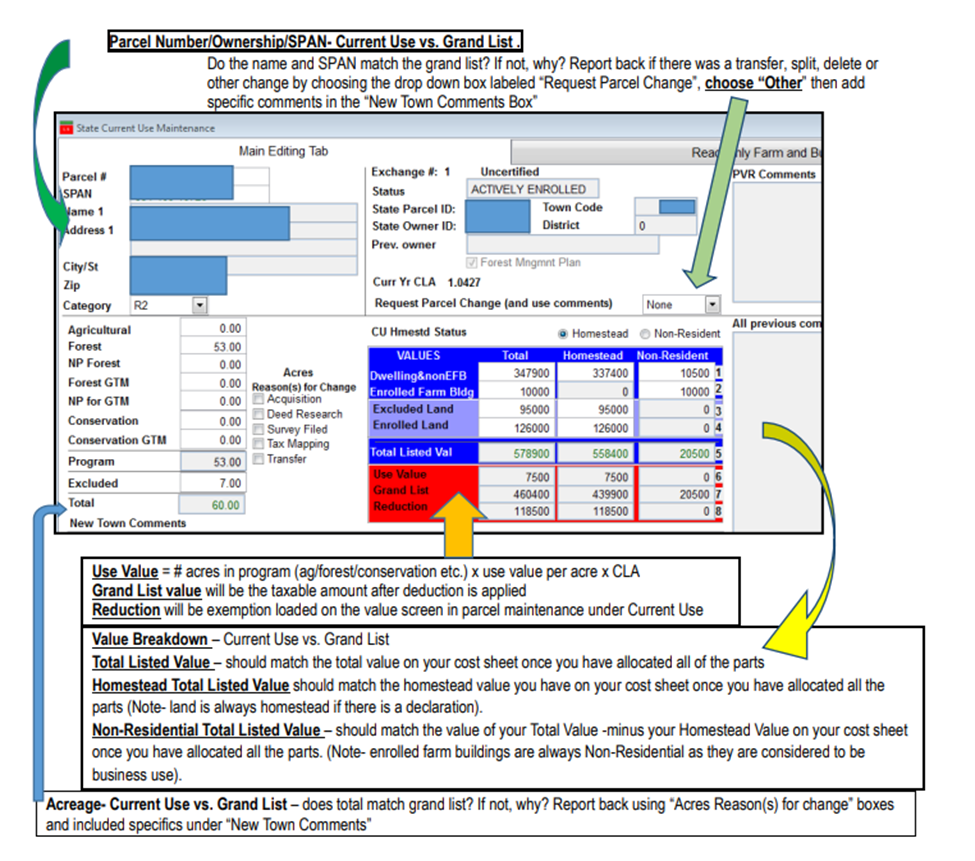 Parcel Number/Ownership/SPAN- Current Use vs. Grand List .
Do the name and SPAN match the grand list? If not, why? Report back if there was a transfer, split, delete or
other change by choosing the drop down box labeled “Request Parcel Change”, choose “Other” then add
specific comments in the “New Town Comments Box”
State Current Use Maintenance
Main Editing Tab
Read Only Farm and Bu
Parcel #
SPAN
Name 1
Address 1
City/St
Zip
Category R2
Exchange #: 1 Uncertified
Status ACTIVELY ENROLLED
State Parcel ID: Town Code
State Owner ID: District 0
Prev. owner
Forest Mngmnt Plan
Curr Yr CLA 1.0427
Request Parcel Change (and use comments) None
PVR Comments
Agricultural 0.00
Forest 53.00
NP Forest 0.00
Forest GTM 0.00
NP for GTM 0.00
Conservation 0.00
Conservation GTM 0.00
Program 53.00
Excluded 7.00
Total 60.00
New Town Comments
Acres
Reason(s) for Change
Acquisition
Deed Research
Survey Filed
Tax Mapping
Transfer
CU Hmestd Status Homestead Non-Resident
VALUES Total Homestead Non-Resident
Dwelling&nonEFB 347900 337400 10500 1
Enrolled Farm Bldg 10000 0 10000 2
Excluded Land 95000 95000 0 3
Enrolled Land 126000 126000 0 4
Total Listed Val 578900 558400 20500 5
Use Value 7500 7500 0 6
Grand List 460400 439900 20500 7
Reduction 118500 118500 0 8
All previous com
Use Value = # acres in program (ag/forest/conservation etc.) x use value per acre x CLA
Grand List value will be the taxable amount after deduction is applied
Reduction will be exemption loaded on the value screen in parcel maintenance under Current Use
Value Breakdown – Current Use vs. Grand List
Total Listed Value – should match the total value on your cost sheet once you have allocated all of the parts
Homestead Total Listed Value should match the homestead value you have on your cost sheet once you have allocated all the
parts (Note- land is always homestead if there is a declaration).
Non-Residential Total Listed Value – should match the value of your Total Value -minus your Homestead Value on your cost sheet
once you have allocated all the parts. (Note- enrolled farm buildings are always Non-Residential as they are considered to be
business use).
Acreage- Current Use vs. Grand List – does total match grand list? If not, why? Report back using “Acres Reason(s) for change” boxes
and included specifics under “New Town Comments”